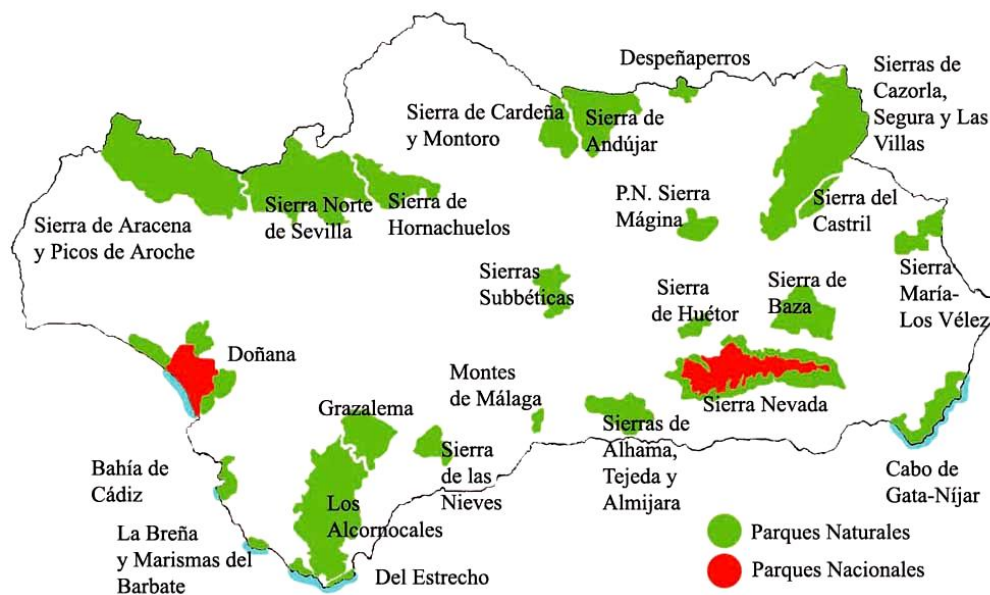 Despeñaperros
Sierras de
Cazorla,
Segura y Las
Villas
Sierra de Cardeña
y Montoro
Sierra de
Andújar
P.N. Sierra
Mágina
Sierra del
Castril
Sierra de Aracena
y Picos de Aroche
Sierra Norte
de Sevilla
Sierra de
Hornachuelos
Sierras
Subbéticas
Sierra
de Huétor
Sierra de
Baza
Sierra
María-
Los Vélez
Doñana
Montes
de Málaga
Sierra Nevada
Grazalema
Sierra
de las
Nieves
Sierras de
Alhama,
Tejeda y
Almijara
Cabo de
Gata-Níjar
Bahía de
Cádiz
Los
Alcornocales
La Breña
y Marismas del
Barbate
Del Estrecho
Parques Naturales
Parques Nacionales